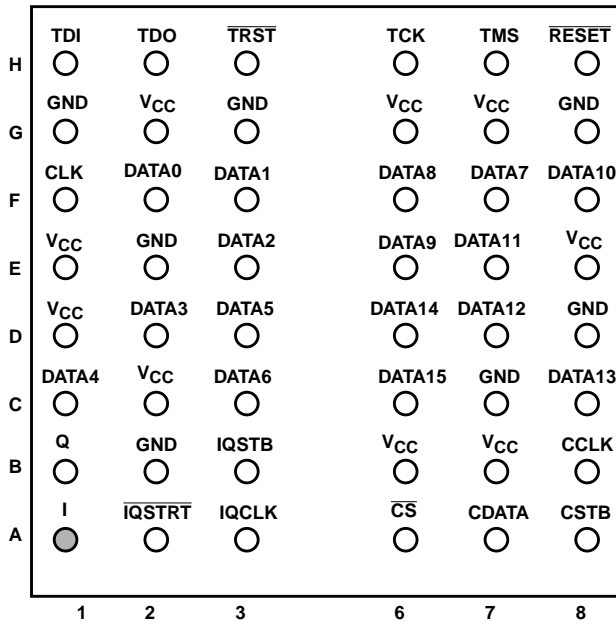 TDI TDO TRST TCK TMS RESET
H
GND VCC GND VCC VCC GND
G
CLK DATA0 DATA1 DATA8 DATA7 DATA10
F
VCC GND DATA2 DATA9 DATA11 VCC
E
VCC DATA3 DATA5 DATA14 DATA12 GND
D
DATA4 VCC DATA6 DATA15 GND DATA13
C
Q GND IQSTB VCC VCC CCLK
B
I IQSTRT IQCLK CS CDATA CSTB
A
1 2 3 6 7 8